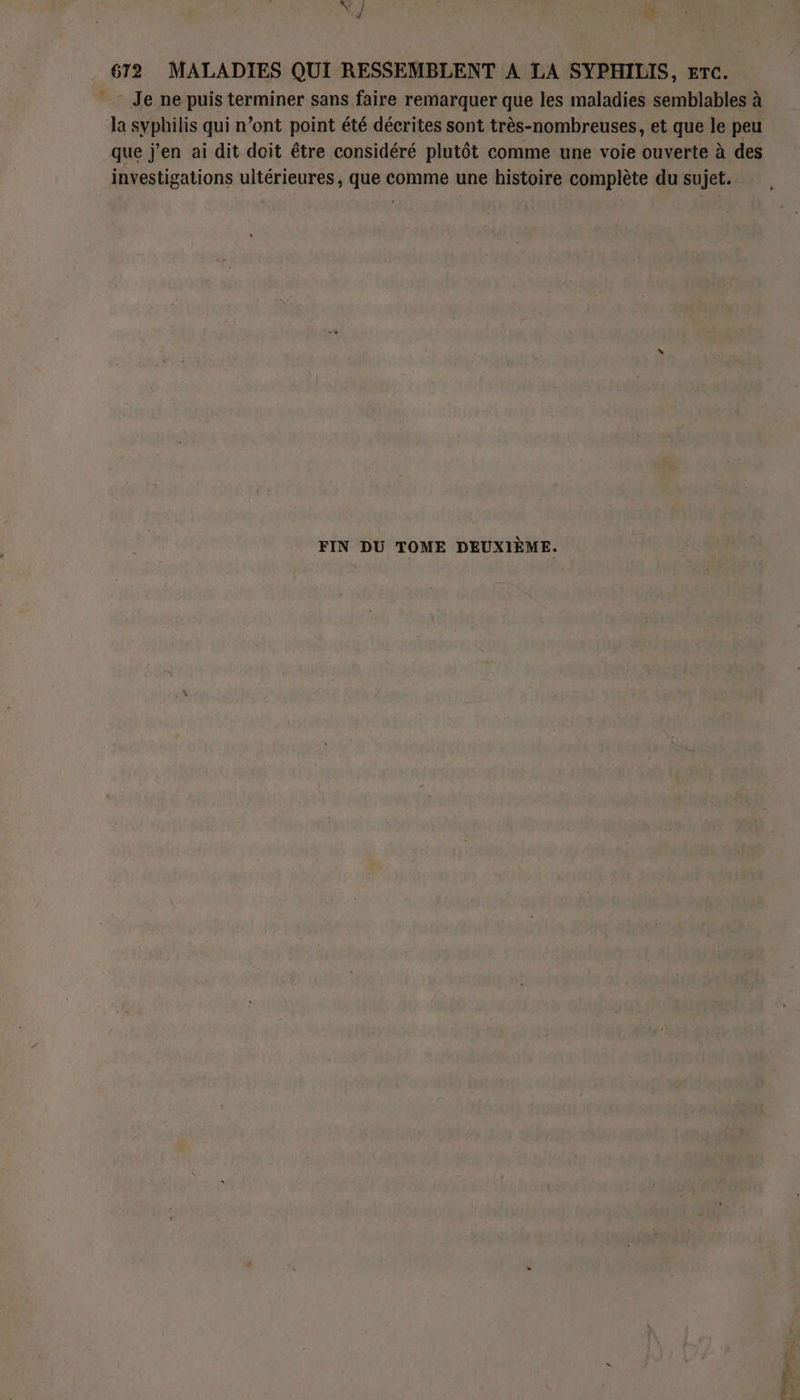 672 MALADIES QUI RESSEMBLENT A LA SYPHILIS, ETC.
Je ne puis terminer sans faire remarquer que les maladies semblables à
la syphilis qui n'ont point été décrites sont très-nombreuses, et que le peu
que j'en ai dit doit être considéré plutôt comme une voie ouverte à des
investigations ultérieures, que comme une histoire complète du sujet.
FIN DU TOME DEUXIÈME.